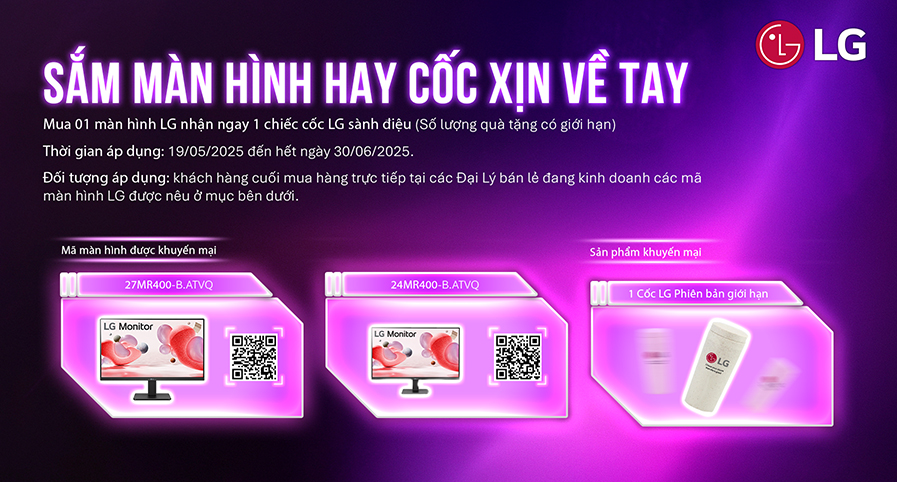 LG
SẮM MÀN HÌNH HAY CỐC XỊN VỀ TAY
Mua 01 màn hình LG nhận ngay 1 chiếc cốc LG sành điệu (Số lượng quà tặng có giới hạn)
Thời gian áp dụng: 19/05/2025 đến hết ngày 30/06/2025.
Đối tượng áp dụng: khách hàng cuối mua hàng trực tiếp tại các Đại Lý bán lẻ đang kinh doanh các mã
màn hình LG được nêu ở mục bên dưới.
Mã màn hình được khuyến mại
27MR400-B.ATVQ
LG Monitor
24MR400-B.ATVQ
LG Monitor
Sản phẩm khuyến mại
1 Cốc LG Phiên bản giới hạn
LG